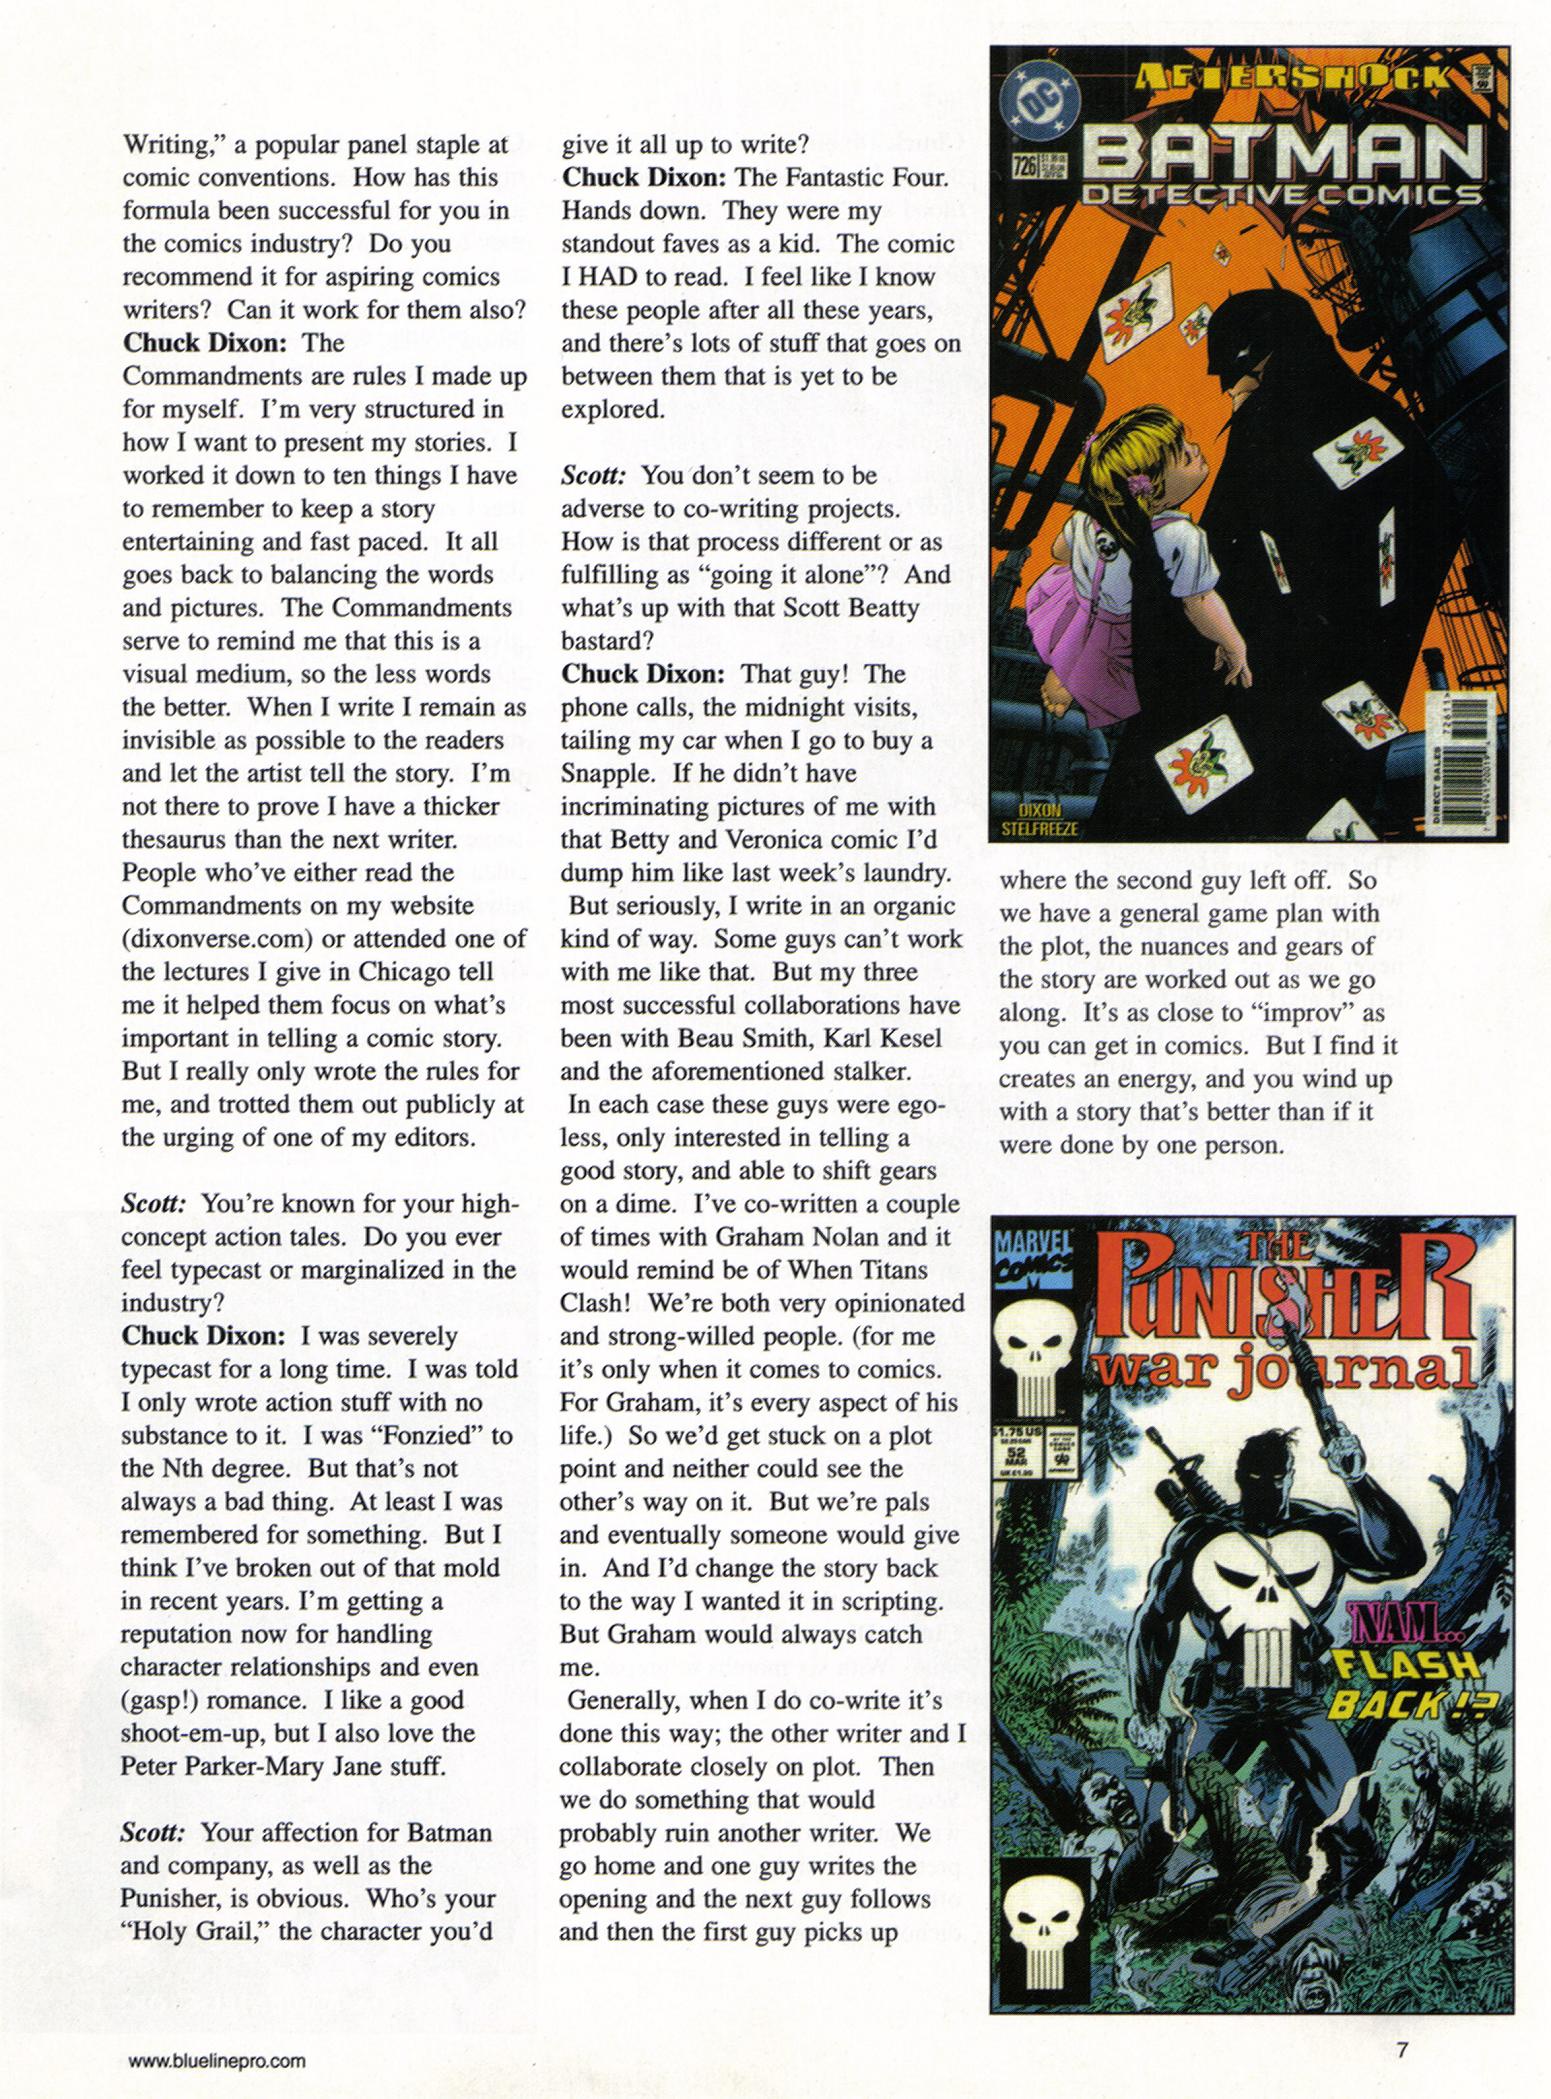 Writing,” a popular panel staple at
comic conventions.  How has this
formula been successful for you in
the comics industry?  Do you
recommend it for aspiring comics
writers?  Can it work for them also?
Chuck Dixon:  The
Commandments are rules I made up
for myself.  I’m very structured in
how I want to present my stories.  I
worked it down to ten things I have
to remember to keep a story
entertaining and fast paced.  It all
goes back to balancing the words
and pictures.  The Commandments
serve to remind me that this is a
visual medium, so the less words
the better.  When I write I remain as
invisible as possible to the readers
and let the artist tell the story.  I’m
not there to prove I have a thicker
thesaurus than the next writer.
People who’ve either read the
Commandments on my website
(dixonverse.com) or attended one of
the lectures I give in Chicago tell
me it helped them focus on what’s
important in telling a comic story.
But I really only wrote the rules for
me, and trotted them out publicly at
the urging of one of my editors.
Scott:  You’re known for your high-
concept action tales.  Do you ever
feel typecast or marginalized in the
industry?
Chuck Dixon:  I was severely
typecast for a long time.  I was told
I only wrote action stuff with no
substance to it.  I was “Fonzied” to
the Nth degree.  But that’s not
always a bad thing.  At least I was
remembered for something.  But I
think I’ve broken out of that mold
in recent years. I’m getting a
reputation now for handling
character relationships and even
(gasp!) romance.  I like a good
shoot-em-up, but I also love the
Peter Parker-Mary Jane stuff.
Scott:  Your affection for Batman
and company, as well as the
Punisher, is obvious.  Who’s your
“Holy Grail,” the character you’d
give it all up to write?
Chuck Dixon: The Fantastic Four.
Hands down.  They were my
standout faves as a kid.  The comic
I HAD to read.  I feel like I know
these people after all these years,
and there’s lots of stuff that goes on
between them that is yet to be
explored.
Scott:  You don’t seem to be
adverse to co-writing projects.
How is that process different or as
fulfilling as “going it alone”?  And
what’s up with that Scott Beatty
bastard?
Chuck Dixon:  That guy!  The
phone calls, the midnight visits,
tailing my car when I go to buy a
Snapple.  If he didn’t have
incriminating pictures of me with
that Betty and Veronica comic I’d
dump him like last week’s laundry.
But seriously, I write in an organic
kind of way.  Some guys can’t work
with me like that.  But my three
most successful collaborations have
been with Beau Smith, Karl Kesel
and the aforementioned stalker.
In each case these guys were ego-
less, only interested in telling a
good story, and able to shift gears
on a dime.  I’ve co-written a couple
of times with Graham Nolan and it
would remind be of When Titans
Clash!  We’re both very opinionated
and strong-willed people. (for me
it’s only when it comes to comics.
For Graham, it’s every aspect of his
life.)  So we’d get stuck on a plot
point and neither could see the
other’s way on it.  But we’re pals
and eventually someone would give
in.  And I’d change the story back
to the way I wanted it in scripting.
But Graham would always catch
me.
Generally, when I do co-write it’s
done this way; the other writer and I
collaborate closely on plot.  Then
we do something that would
probably ruin another writer.  We
go home and one guy writes the
opening and the next guy follows
and then the first guy picks up
AFTERSHOCK
DC
BATMAN
726
DETECTIVE COMICS
DIXON
STELFREEZE
DIRECT SALES
72611
where the second guy left off.  So
we have a general game plan with
the plot, the nuances and gears of
the story are worked out as we go
along.  It’s as close to “improv” as
you can get in comics.  But I find it
creates an energy, and you wind up
with a story that’s better than if it
were done by one person.
MARVEL
COMICS
THE
PUNISHER
war journal
$1.75 US
52
MAR
'NAM...
FLASH
BACK!?
www.bluelinepro.com
7